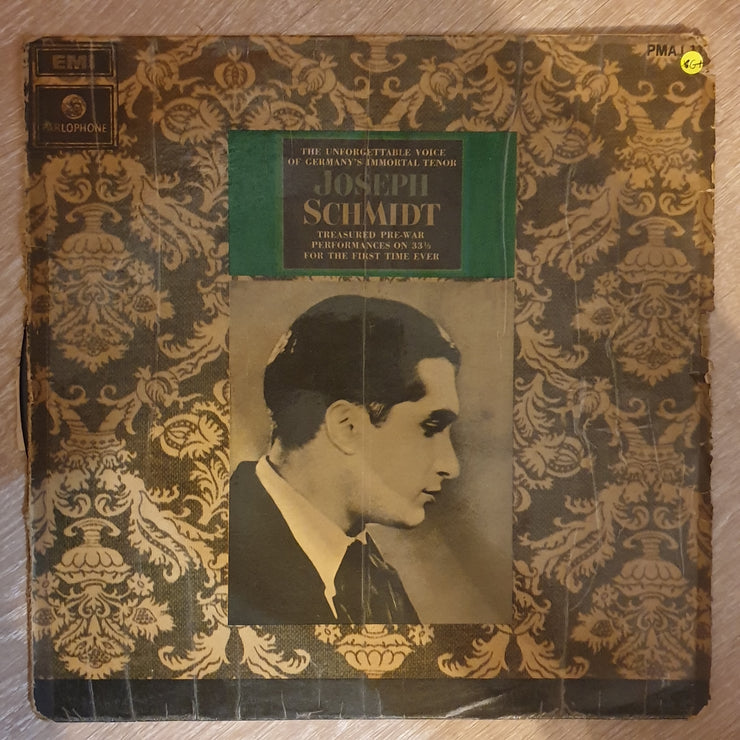 EMI
PARLOPHONE
PMAJ
G+
THE UNFORGETTABLE VOICE
OF GERMANY'S IMMORTAL TENOR
JOSEPH
SCHMIDT
TREASURED PRE-WAR
PERFORMANCES ON 33⅓
FOR THE FIRST TIME EVER